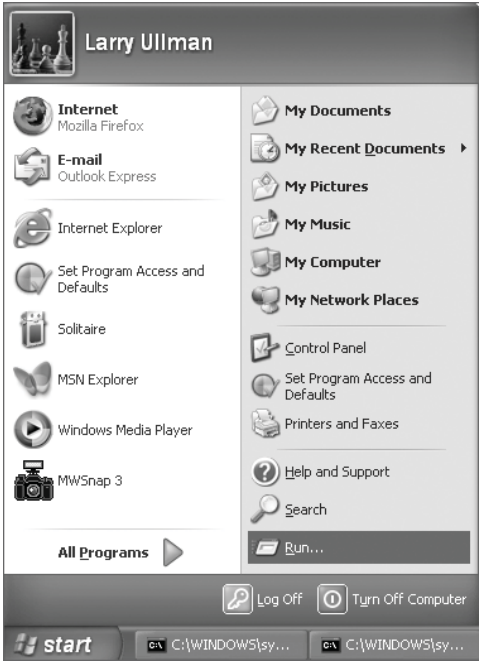 Larry Ullman
Internet
Mozilla Firefox
E-mail
Outlook Express
Internet Explorer
Set Program Access and
Defaults
Solitaire
MSN Explorer
Windows Media Player
MWSnap 3
All Programs
My Documents
My Recent Documents
My Pictures
My Music
My Computer
My Network Places
Control Panel
Set Program Access and
Defaults
Printers and Faxes
Help and Support
Search
Run...
Log Off
Turn Off Computer
start
C:\WINDOWS\sy...
C:\WINDOWS\sy...